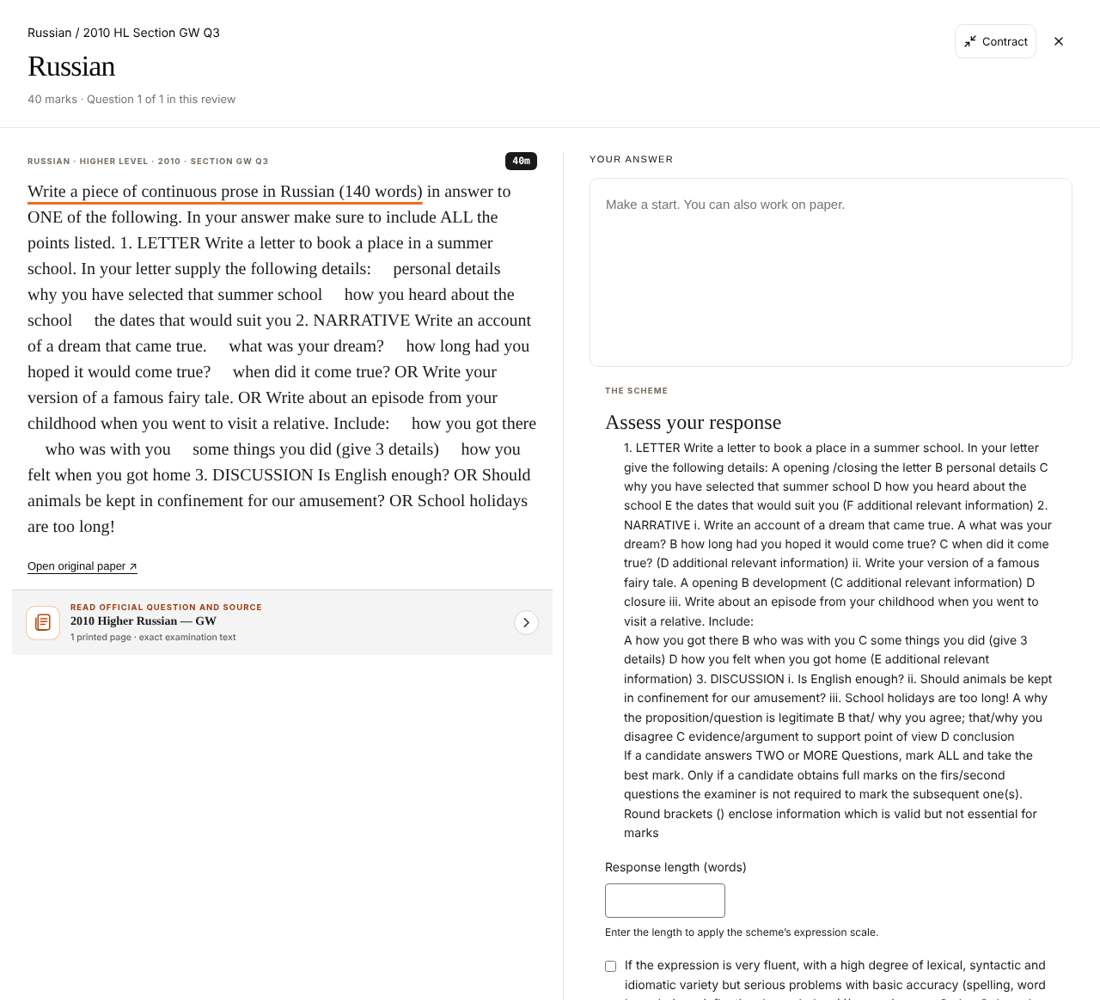 Russian / 2010 HL Section GW Q3
Russian
40 marks · Question 1 of 1 in this review
Contract
RUSSIAN · HIGHER LEVEL · 2010 · SECTION GW Q3
40m
Write a piece of continuous prose in Russian (140 words) in answer to
ONE of the following. In your answer make sure to include ALL the
points listed. 1. LETTER Write a letter to book a place in a summer
school. In your letter supply the following details: personal details
why you have selected that summer school how you heard about the
school the dates that would suit you 2. NARRATIVE Write an account
of a dream that came true. what was your dream? how long had you
hoped it would come true? when did it come true? OR Write your
version of a famous fairy tale. OR Write about an episode from your
childhood when you went to visit a relative. Include: how you got there
who was with you some things you did (give 3 details) how you
felt when you got home 3. DISCUSSION Is English enough? OR Should
animals be kept in confinement for our amusement? OR School holidays
are too long!
Open original paper ↗
READ OFFICIAL QUESTION AND SOURCE
2010 Higher Russian — GW
1 printed page · exact examination text
YOUR ANSWER
Make a start. You can also work on paper.
THE SCHEME
Assess your response
1. LETTER Write a letter to book a place in a summer school. In your letter
give the following details: A opening /closing the letter B personal details C
why you have selected that summer school D how you heard about the
school E the dates that would suit you (F additional relevant information) 2.
NARRATIVE i. Write an account of a dream that came true. A what was your
dream? B how long had you hoped it would come true? C when did it come
true? (D additional relevant information) ii. Write your version of a famous
fairy tale. A opening B development (C additional relevant information) D
closure iii. Write about an episode from your childhood when you went to
visit a relative. Include:
A how you got there B who was with you C some things you did (give 3
details) D how you felt when you got home (E additional relevant
information) 3. DISCUSSION i. Is English enough? ii. Should animals be kept
in confinement for our amusement? iii. School holidays are too long! A why
the proposition/question is legitimate B that/ why you agree; that/why you
disagree C evidence/argument to support point of view D conclusion
If a candidate answers TWO or MORE Questions, mark ALL and take the
best mark. Only if a candidate obtains full marks on the firs/second
questions the examiner is not required to mark the subsequent one(s).
Round brackets () enclose information which is valid but not essential for
marks
Response length (words)
Enter the length to apply the scheme's expression scale.
If the expression is very fluent, with a high degree of lexical, syntactic and
idiomatic variety but serious problems with basic accuracy (spelling, word